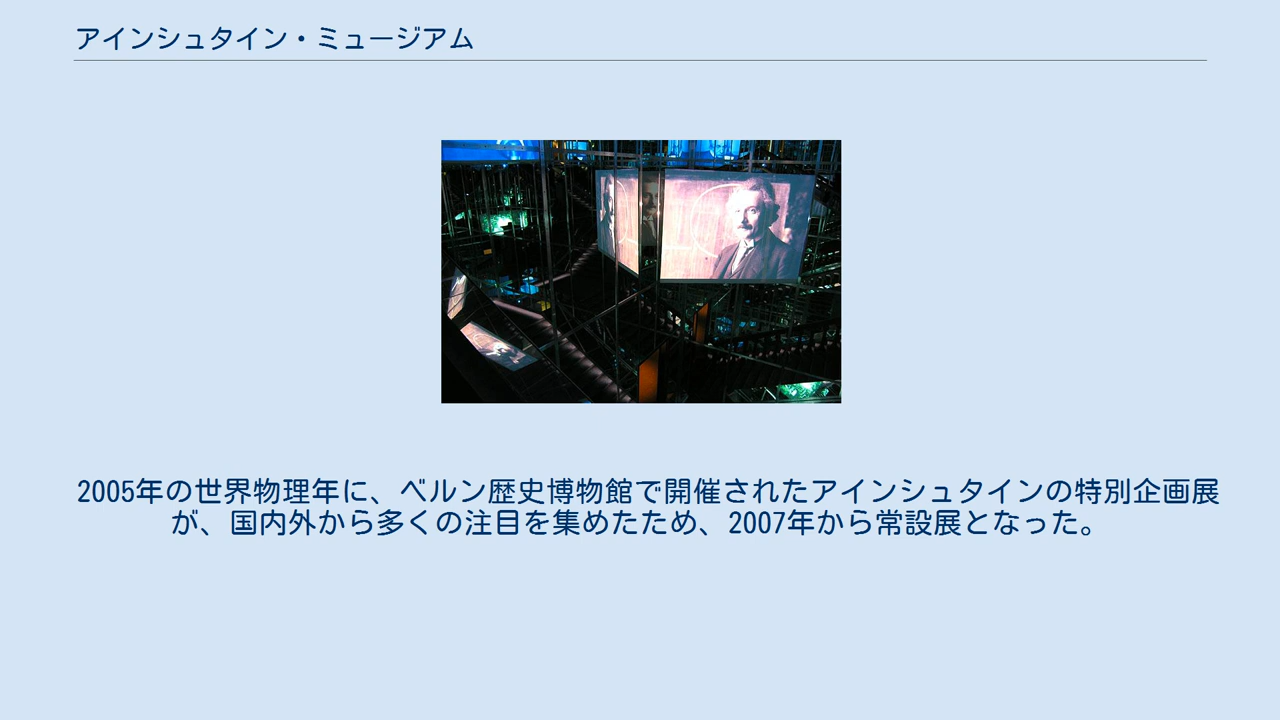 アインシュタイン・ミュージアム
2005年の世界物理年に、ベルン歴史博物館で開催されたアインシュタインの特別企画展
が、国内外から多くの注目を集めたため、2007年から常設展となった。